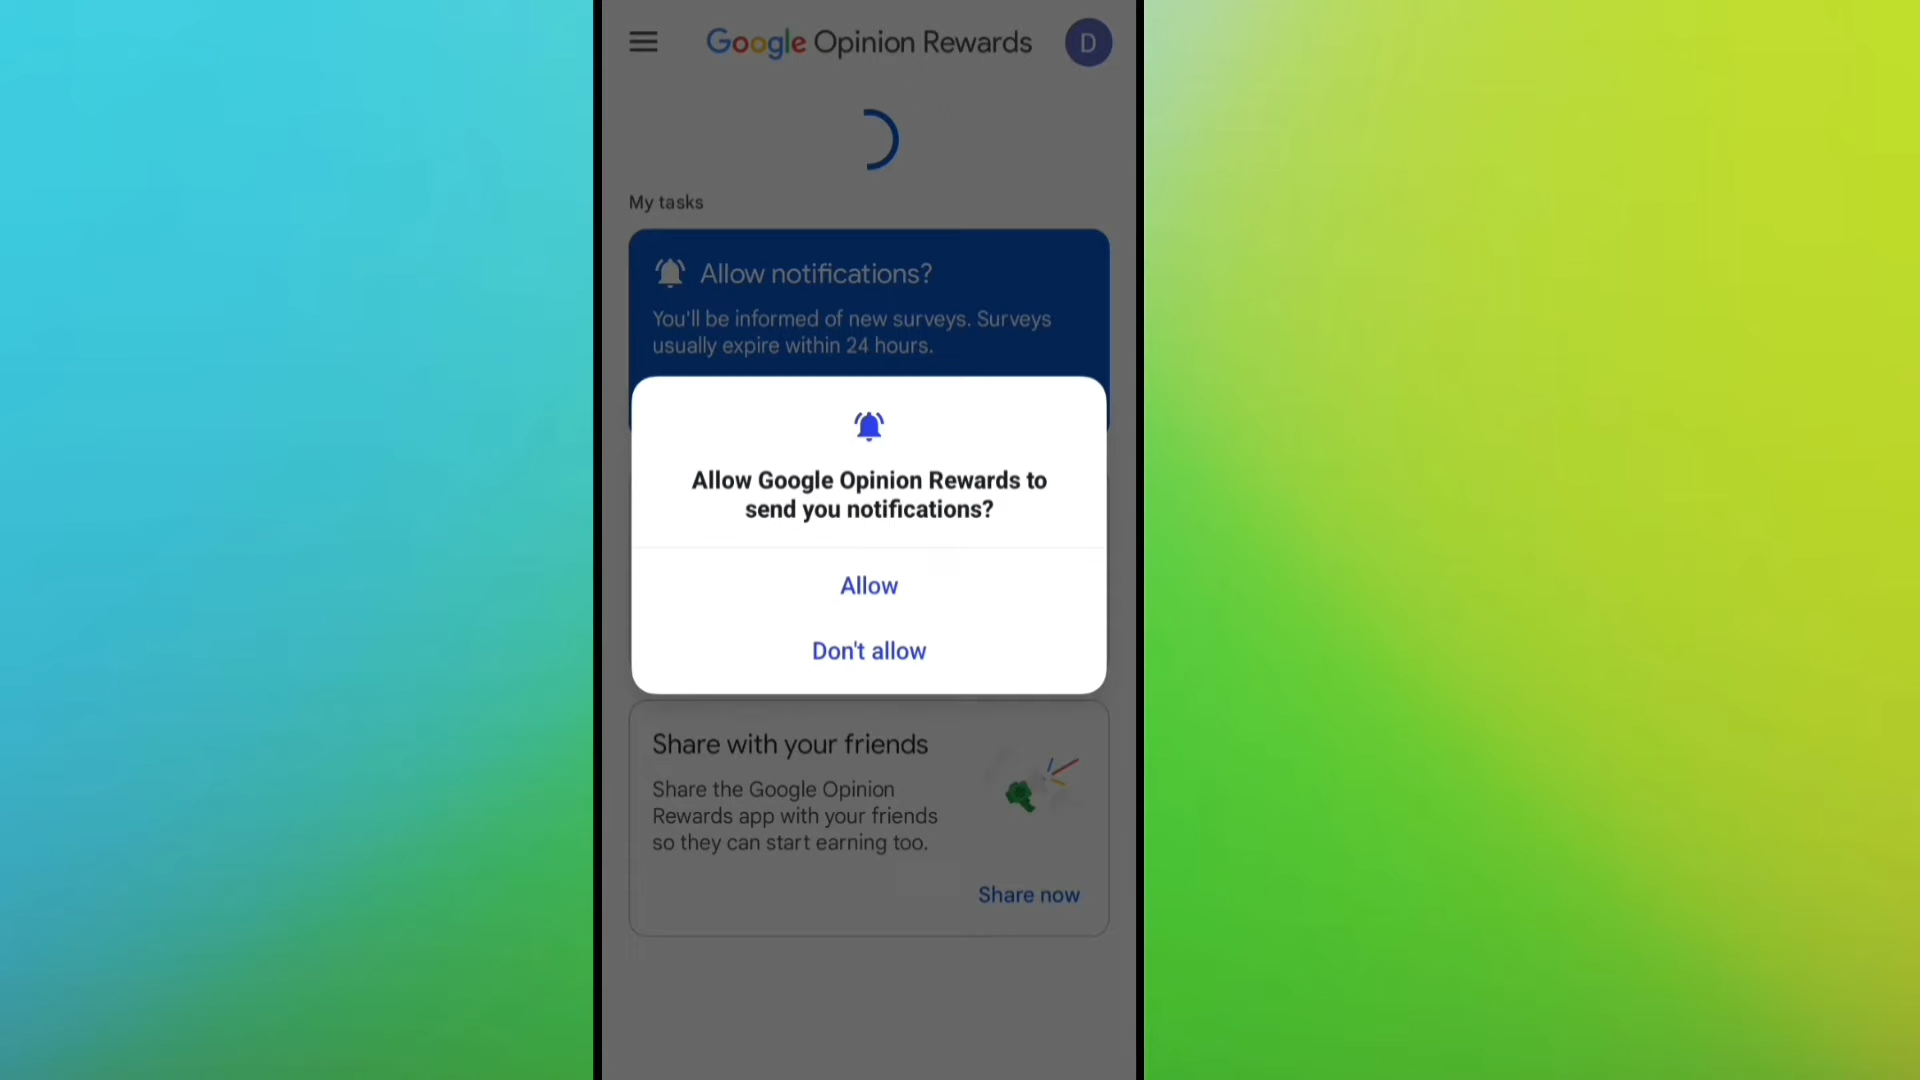 Google Opinion Rewards
D
My tasks
Allow notifications?
You'll be informed of new surveys. Surveys
usually expire within 24 hours.
Allow Google Opinion Rewards to
send you notifications?
Allow
Don't allow
Share with your friends
Share the Google Opinion
Rewards app with your friends
so they can start earning too.
Share now